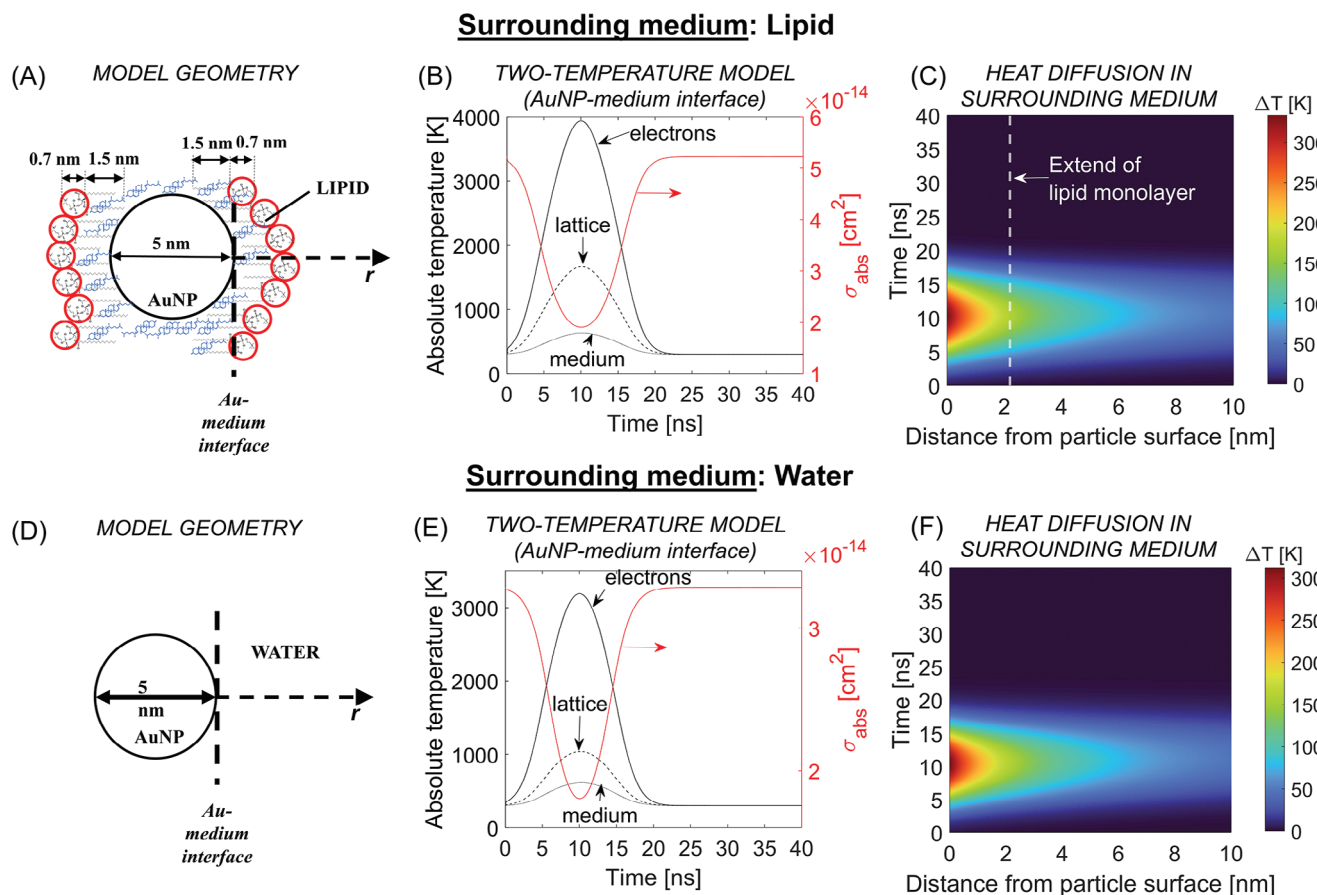 Surrounding medium: Lipid
(A)
MODEL GEOMETRY
0.7 nm
1.5 nm
1.5 nm
0.7 nm
LIPID
5 nm
AuNP
r
Au-
medium
interface
(B)
TWO-TEMPERATURE MODEL
(AuNP-medium interface)
×10⁻¹⁴
4000
3000
2000
1000
0
Absolute temperature [K]
electrons
lattice
medium
6
5
4
3
2
1
σabs [cm²]
0
5
10
15
20
25
30
35
40
Time [ns]
(C)
HEAT DIFFUSION IN
SURROUNDING MEDIUM
ΔT [K]
40
35
30
25
20
15
10
5
0
Time [ns]
Extend of
lipid monolayer
0
2
4
6
8
10
Distance from particle surface [nm]
300
250
200
150
100
50
0
Surrounding medium: Water
(D)
MODEL GEOMETRY
WATER
5
nm
AuNP
r
Au-
medium
interface
(E)
TWO-TEMPERATURE MODEL
(AuNP-medium interface)
×10⁻¹⁴
3000
2000
1000
0
Absolute temperature [K]
electrons
lattice
medium
3
2
σabs [cm²]
0
5
10
15
20
25
30
35
40
Time [ns]
(F)
HEAT DIFFUSION IN
SURROUNDING MEDIUM
ΔT [K]
40
35
30
25
20
15
10
5
0
Time [ns]
0
2
4
6
8
10
Distance from particle surface [nm]
300
250
200
150
100
50
0